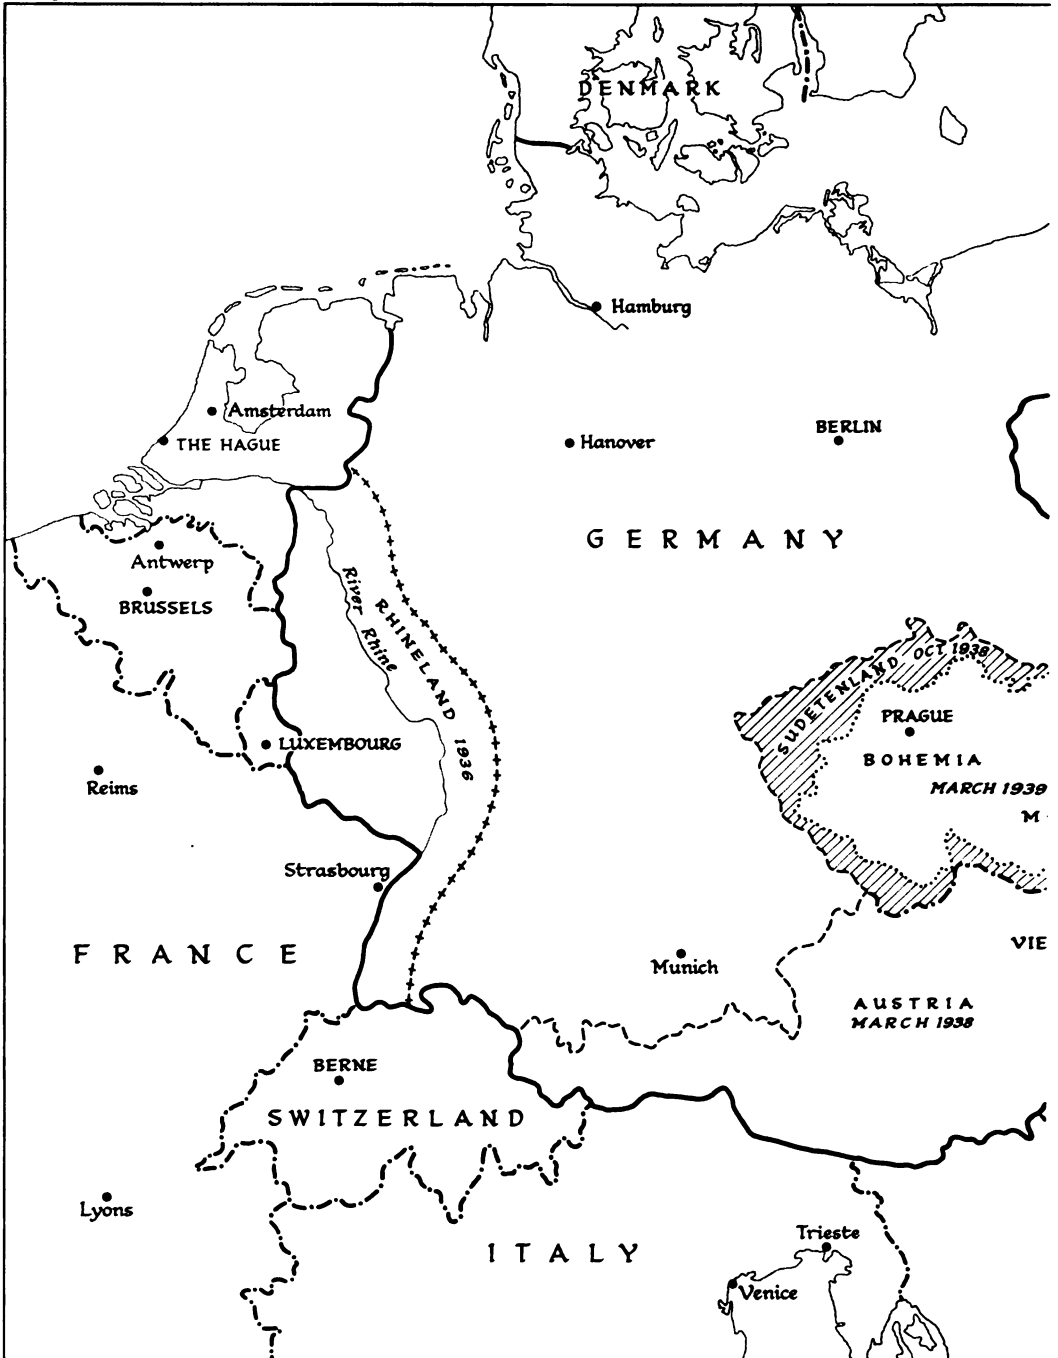 DENMARK
Hamburg
Amsterdam
THE HAGUE
Hanover
BERLIN
GERMANY
Antwerp
BRUSSELS
River Rhine
RHINELAND 1936
SUDETENLAND OCT 1938
PRAGUE
BOHEMIA
MARCH 1939
M
LUXEMBOURG
Reims
Strasbourg
FRANCE
Munich
VIE
AUSTRIA
MARCH 1938
BERNE
SWITZERLAND
Lyons
ITALY
Trieste
Venice